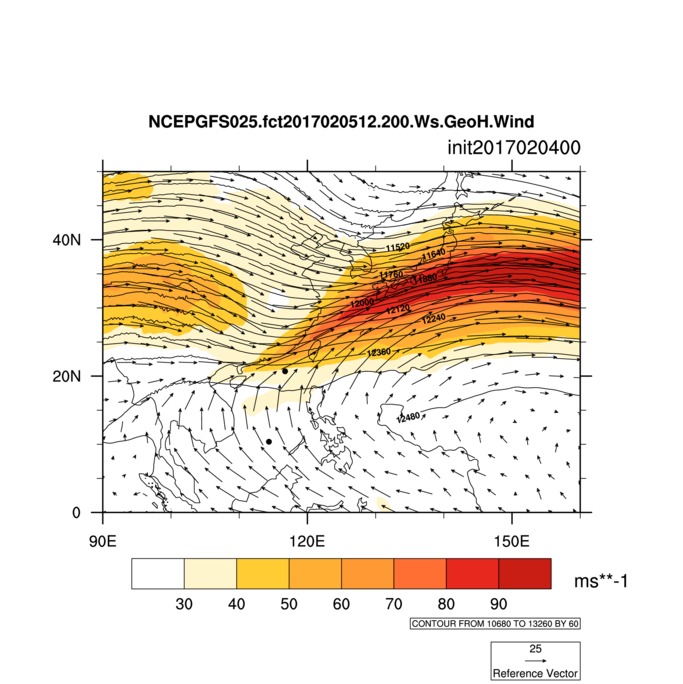 NCEPGFS025.fct2017020512.200.Ws.GeoH.Wind
init2017020400
40N
20N
0
11520
11640
11760
11880
12000
12120
12240
12360
12480
90E
120E
150E
30
40
50
60
70
80
90
ms**-1
CONTOUR FROM 10680 TO 13260 BY 60
25
Reference Vector